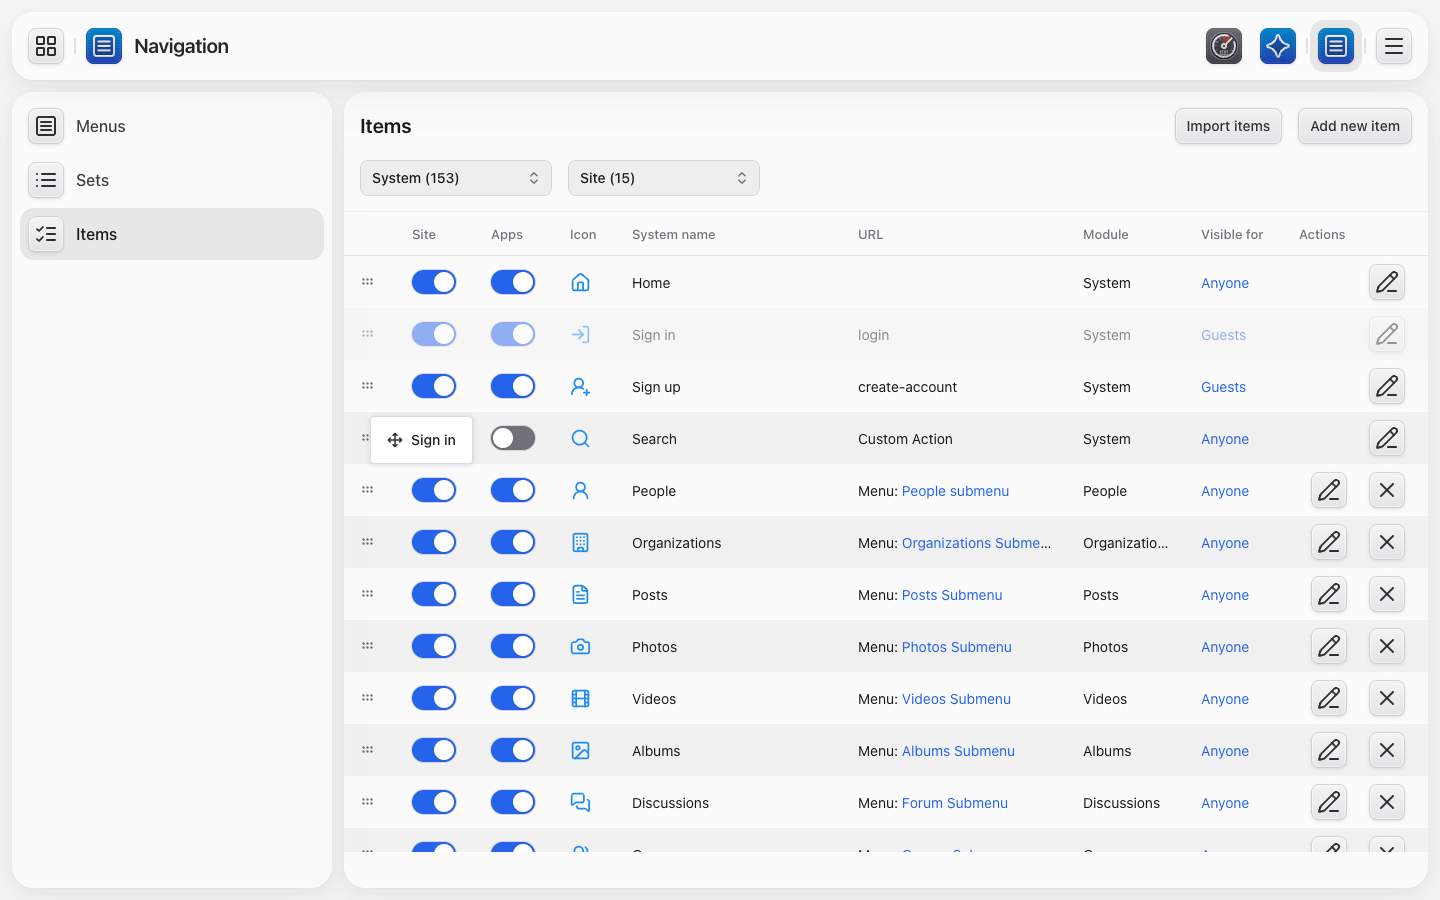 Navigation
Menus
Sets
Items
Items
Import items
Add new item
System (153)
Site (15)
Site Apps Icon System name URL Module Visible for Actions
Home System Anyone
Sign in login System Guests
Sign up create-account System Guests
Sign in
Search Custom Action System Anyone
People Menu: People submenu People Anyone
Organizations Menu: Organizations Subme... Organizatio... Anyone
Posts Menu: Posts Submenu Posts Anyone
Photos Menu: Photos Submenu Photos Anyone
Videos Menu: Videos Submenu Videos Anyone
Albums Menu: Albums Submenu Albums Anyone
Discussions Menu: Forum Submenu Discussions Anyone